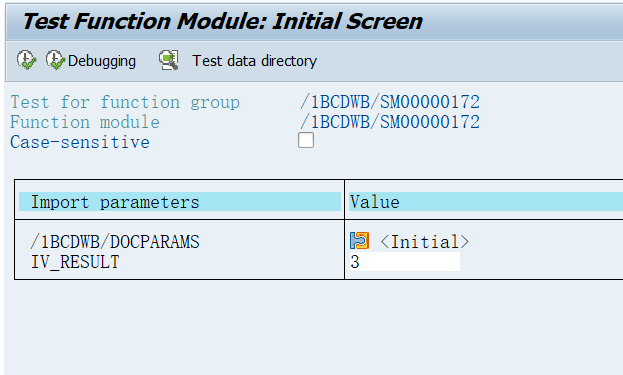 Test Function Module: Initial Screen
Debugging Test data directory
Test for function group /1BCDWB/SM00000172
Function module /1BCDWB/SM00000172
Case-sensitive
Import parameters Value
/1BCDWB/DOCPARAMS <Initial>
IV_RESULT 3